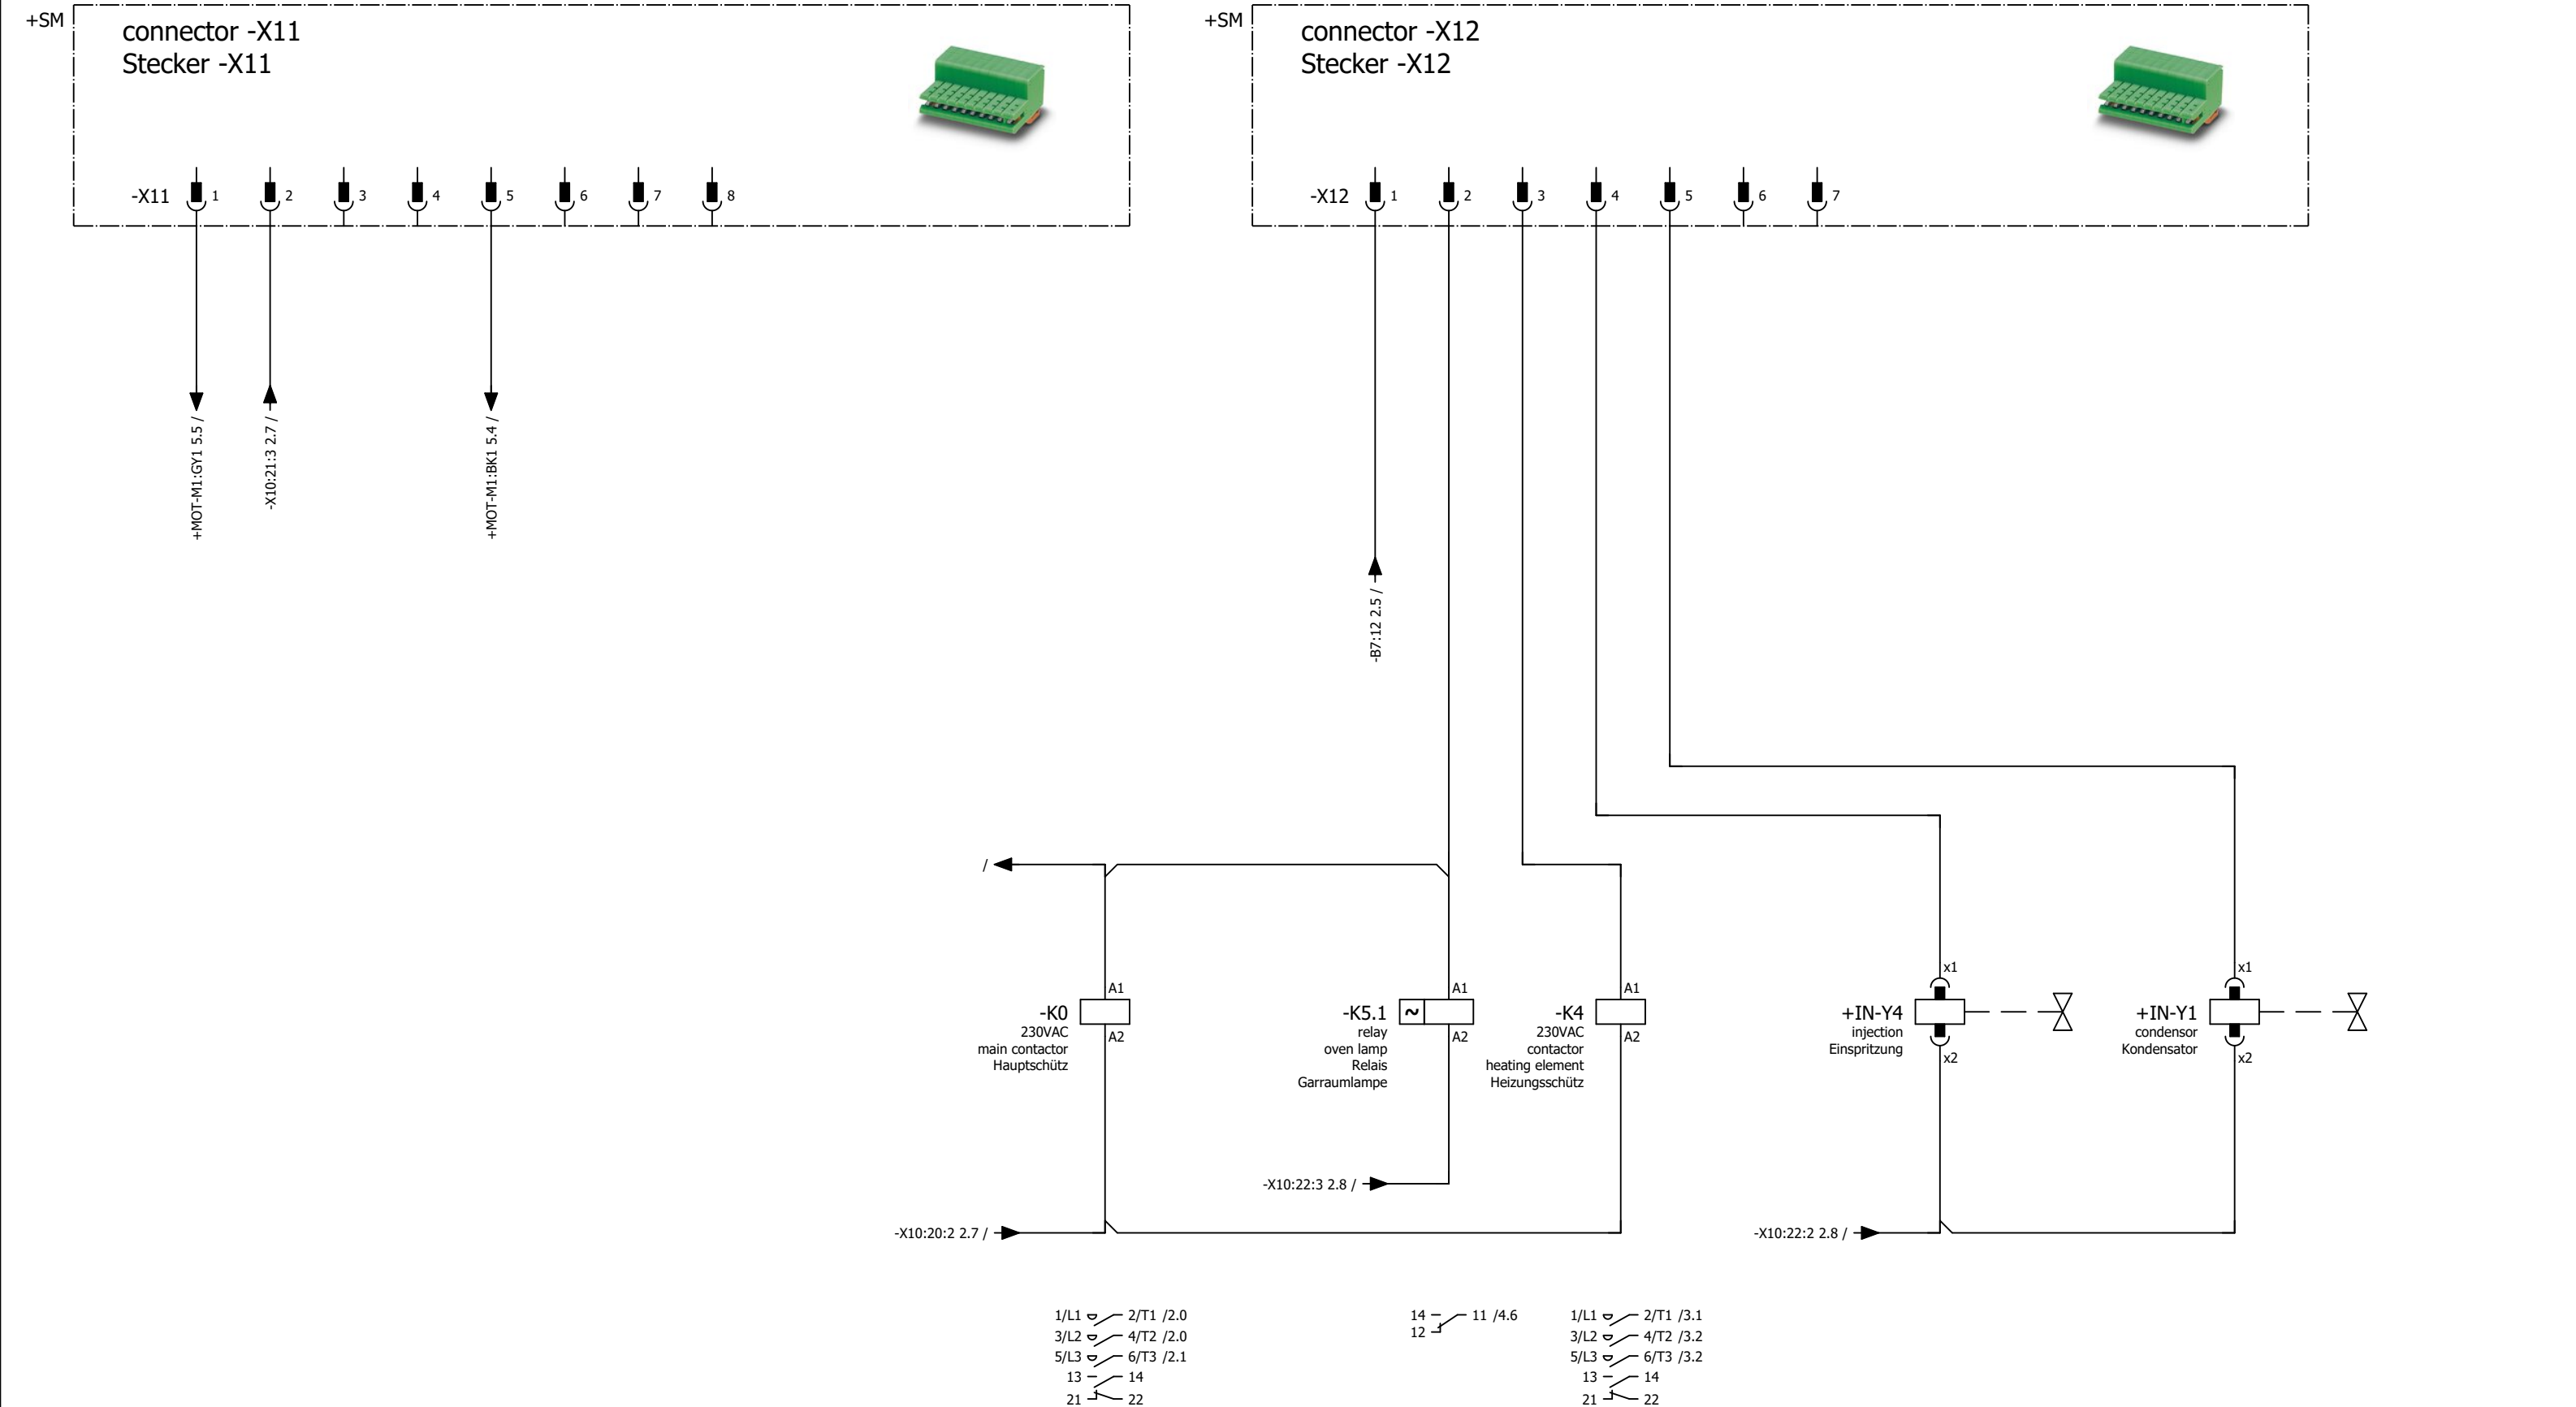 +SM
connector -X11
Stecker -X11
-X11 1 2 3 4 5 6 7 8
+MOT-M1:GY1 5.5 /
-X10:21:3 2.7 /
+MOT-M1:BK1 5.4 /
+SM
connector -X12
Stecker -X12
-X12 1 2 3 4 5 6 7
-B7:12 2.5 /
/
-K0
230VAC
main contactor
Hauptschütz
A1
A2
-K5.1
relay
oven lamp
Relais
Garraumlampe
~
A1
A2
-K4
230VAC
contactor
heating element
Heizungsschütz
A1
A2
+IN-Y4
injection
Einspritzung
x1
x2
+IN-Y1
condensor
Kondensator
x1
x2
-X10:22:3 2.8 /
-X10:20:2 2.7 /
-X10:22:2 2.8 /
1/L1 2/T1 /2.0
3/L2 4/T2 /2.0
5/L3 6/T3 /2.1
13 14
21 22
14 11 /4.6
12
1/L1 2/T1 /3.1
3/L2 4/T2 /3.2
5/L3 6/T3 /3.2
13 14
21 22